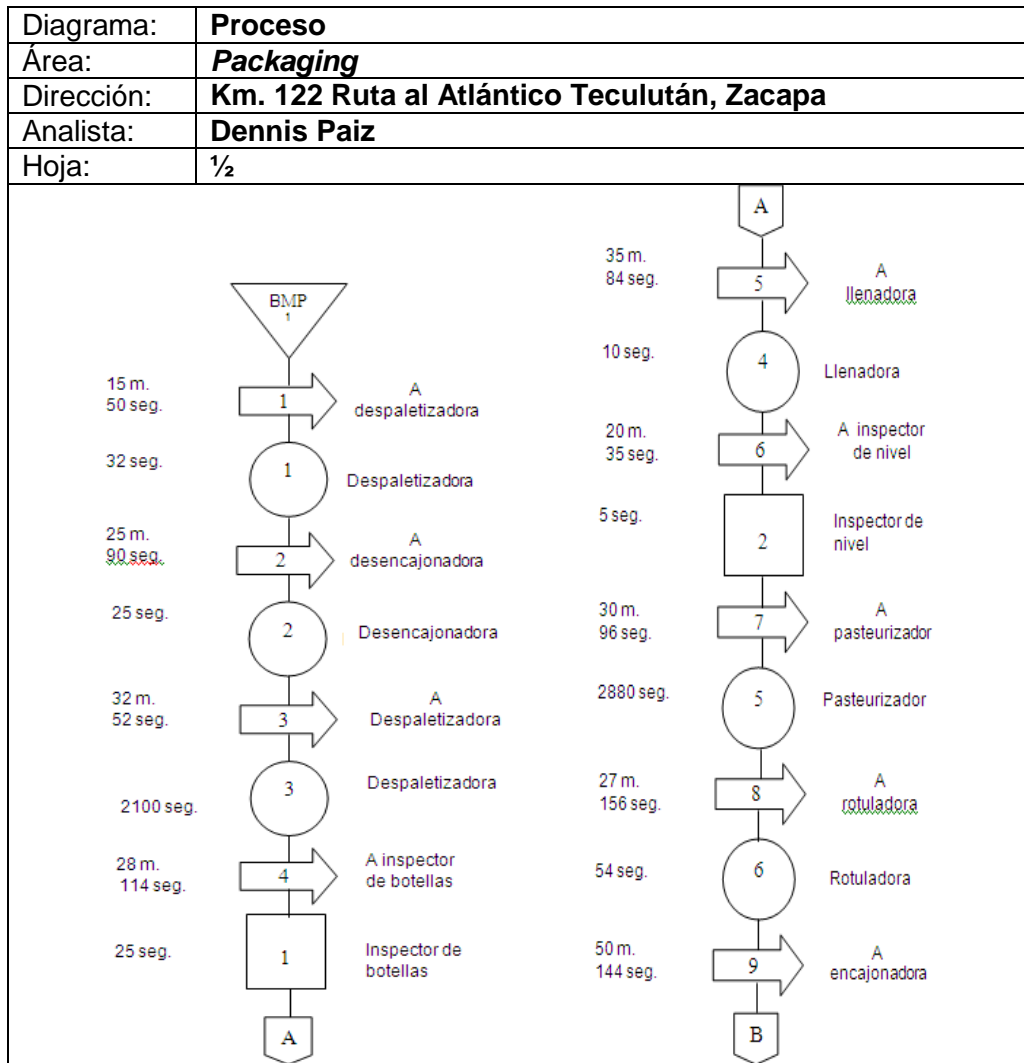 Diagrama: Proceso
Área: Packaging
Dirección: Km. 122 Ruta al Atlántico Teculután, Zacapa
Analista: Dennis Paiz
Hoja: ½
BMP
1
15 m.
50 seg.
1
A
despaletizadora
32 seg.
1
Despaletizadora
25 m.
90 seg.
2
A
desencajonadora
25 seg.
2
Desencajonadora
32 m.
52 seg.
3
A
Despaletizadora
2100 seg.
3
Despaletizadora
28 m.
114 seg.
4
A inspector
de botellas
25 seg.
1
Inspector de
botellas
A
A
35 m.
84 seg.
5
A
llenadora
10 seg.
4
Llenadora
20 m.
35 seg.
6
A inspector
de nivel
5 seg.
2
Inspector de
nivel
30 m.
96 seg.
7
A
pasteurizador
2880 seg.
5
Pasteurizador
27 m.
156 seg.
8
A
rotuladora
54 seg.
6
Rotuladora
50 m.
144 seg.
9
A
encajonadora
B